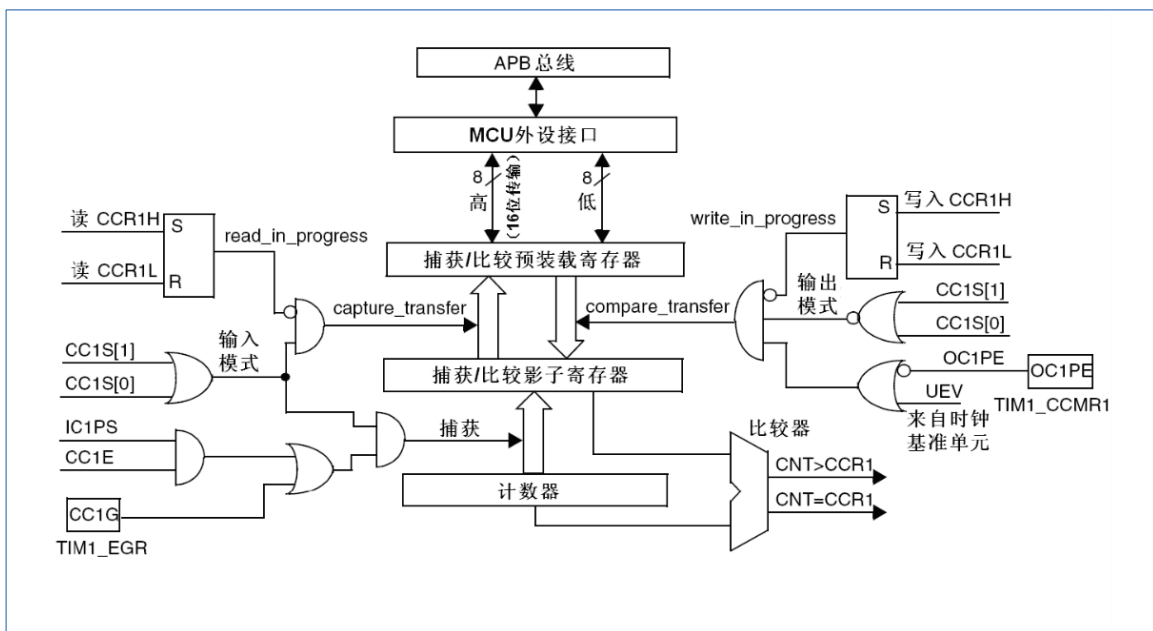 APB 总线
MCU外设接口
8
高
(16位传输)
8
低
读 CCR1H
S
read_in_progress
读 CCR1L
R
write_in_progress
S
写入 CCR1H
R
写入 CCR1L
捕获/比较预装载寄存器
capture_transfer
compare_transfer
输出
模式
CC1S[1]
CC1S[0]
输入
模式
CC1S[1]
CC1S[0]
捕获/比较影子寄存器
OC1PE
OC1PE
UEV
TIM1_CCMR1
来自时钟
基准单元
IC1PS
CC1E
捕获
比较器
CNT>CCR1
计数器
CNT=CCR1
CC1G
TIM1_EGR